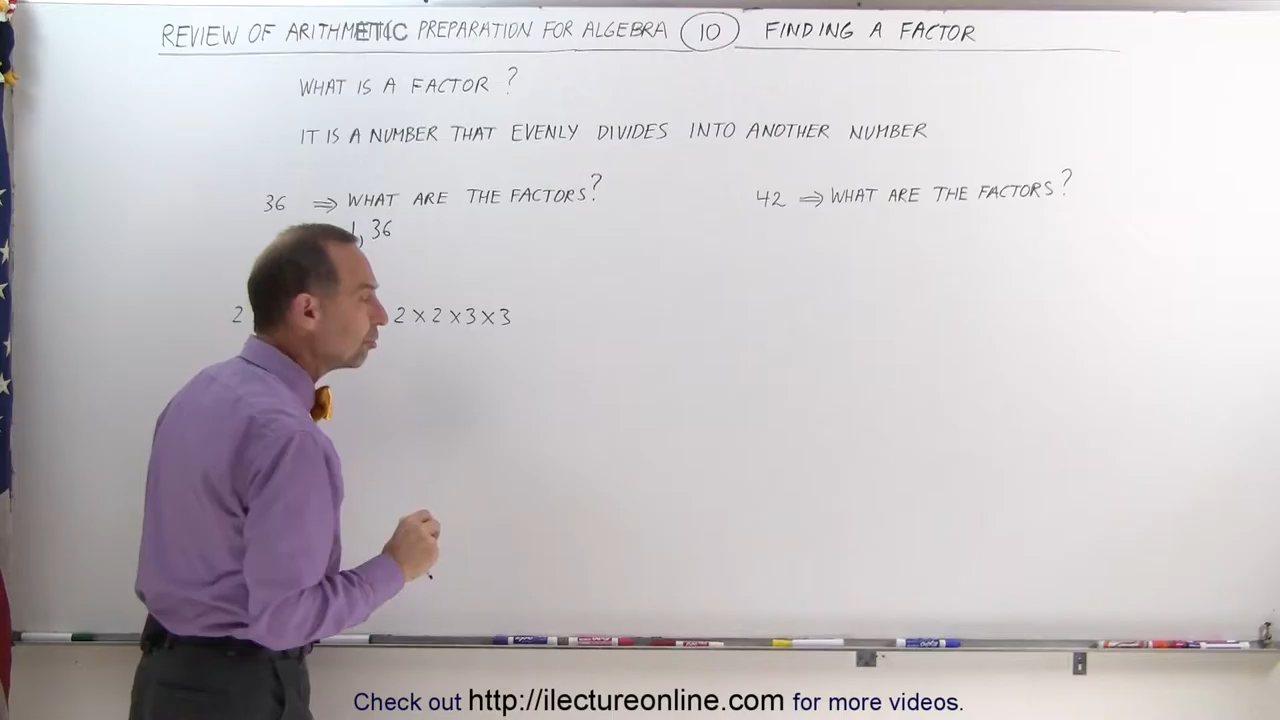 REVIEW OF ARITHMETIC PREPARATION FOR ALGEBRA 10 FINDING A FACTOR
WHAT IS A FACTOR ?
IT IS A NUMBER THAT EVENLY DIVIDES INTO ANOTHER NUMBER
36 ⇒ WHAT ARE THE FACTORS?
42 ⇒ WHAT ARE THE FACTORS?
1, 36
2 2 × 2 × 3 × 3
Check out http://ilectureonline.com for more videos.